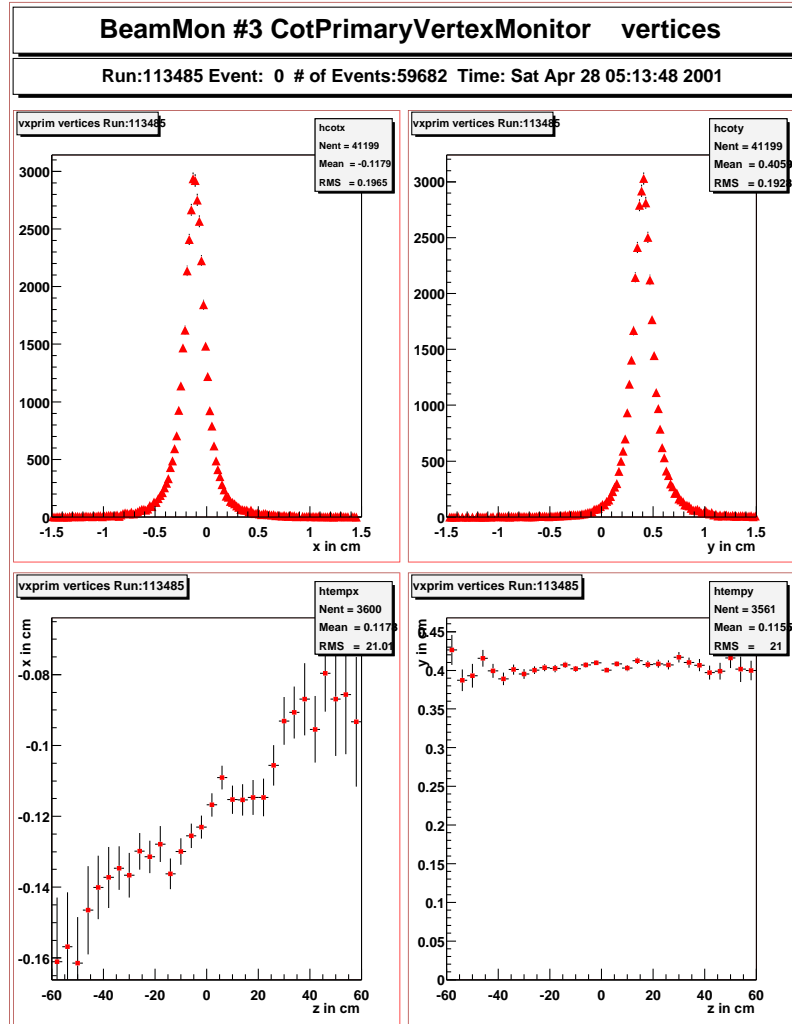 BeamMon #3 CotPrimaryVertexMonitor vertices
Run:113485 Event: 0 # of Events:59682 Time: Sat Apr 28 05:13:48 2001
vxprim vertices Run:113485
hcotx
Nent = 41199
Mean = -0.1179
RMS = 0.1965
3000
2500
2000
1500
1000
500
0
-1.5 -1 -0.5 0 0.5 1 1.5
x in cm
vxprim vertices Run:113485
hcoty
Nent = 41199
Mean = 0.4059
RMS = 0.1928
3000
2500
2000
1500
1000
500
0
-1.5 -1 -0.5 0 0.5 1 1.5
y in cm
vxprim vertices Run:113485
htempx
Nent = 3600
Mean = 0.1178
RMS = 21.01
x in cm
-0.08
-0.1
-0.12
-0.14
-0.16
-60 -40 -20 0 20 40 60
z in cm
vxprim vertices Run:113485
htempy
Nent = 3561
Mean = 0.1155
RMS = 21
y in cm
0.45
0.4
0.35
0.3
0.25
0.2
0.15
0.1
0.05
0
-60 -40 -20 0 20 40 60
z in cm